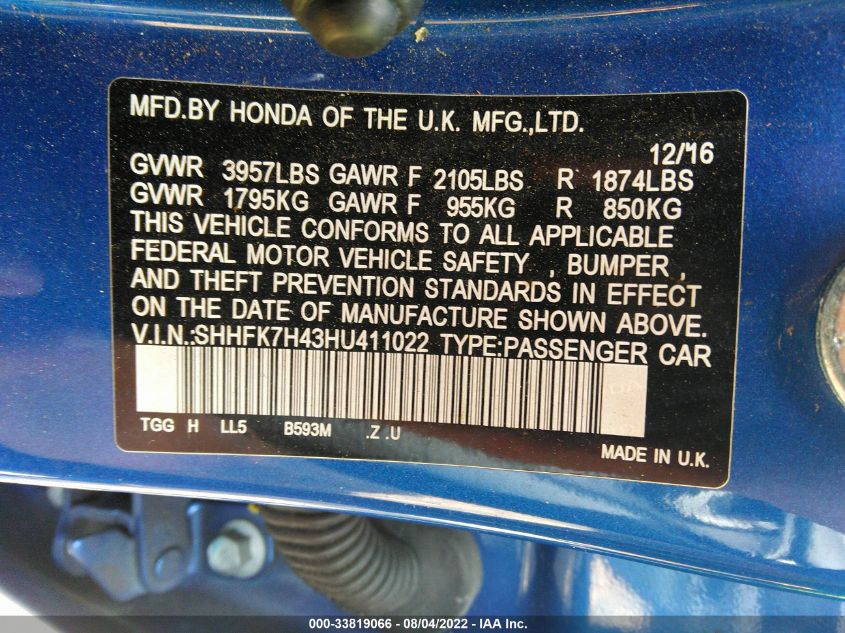 MFD.BY HONDA OF THE U.K. MFG.,LTD.
12/16
GVWR 3957LBS GAWR F 2105LBS R 1874LBS
GVWR 1795KG GAWR F 955KG R 850KG
THIS VEHICLE CONFORMS TO ALL APPLICABLE
FEDERAL MOTOR VEHICLE SAFETY , BUMPER ,
AND THEFT PREVENTION STANDARDS IN EFFECT
ON THE DATE OF MANUFACTURE SHOWN ABOVE.
V.I.N.:SHHFK7H43HU411022 TYPE:PASSENGER CAR
TGG H LL5 B593M .Z .U
MADE IN U.K.
000-33819066 - 08/04/2022 - IAA Inc.